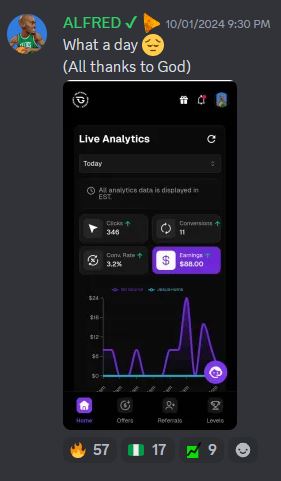 ALFRED 10/01/2024 9:30 PM
What a day
(All thanks to God)
Live Analytics
Today
All analytics data is displayed in
EST.
Clicks
346
Conversions
11
Conv. Rate
3.2%
Earnings
$88.00
$24
$18
$12
$6
$0
Home Offers Referrals Levels
57 17 9